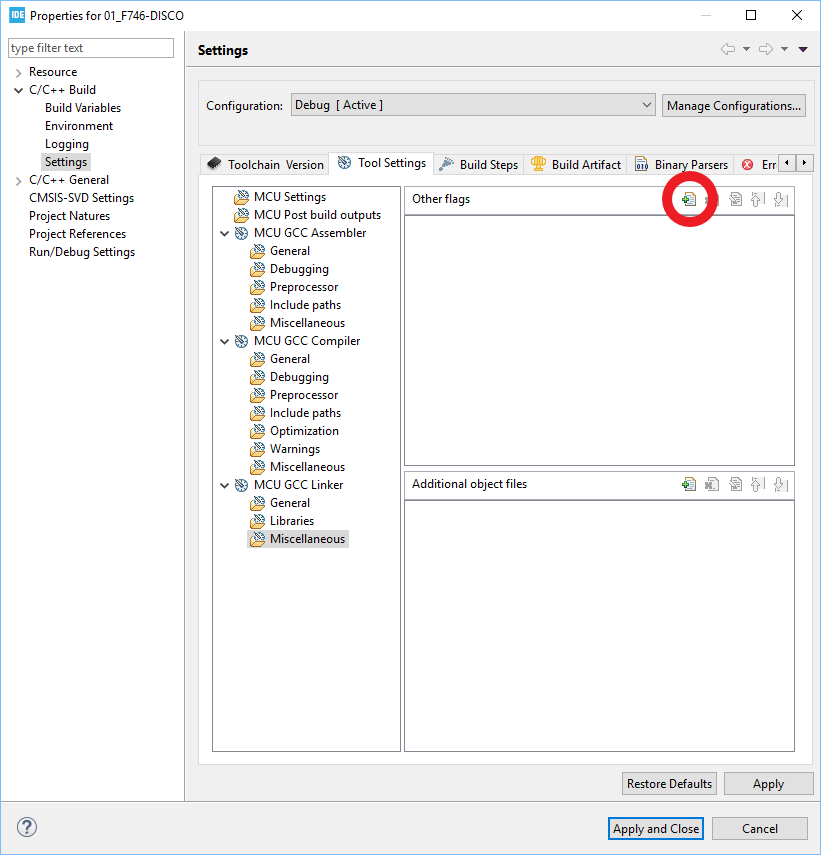 IDE Properties for 01_F746-DISCO
type filter text
Resource
C/C++ Build
Build Variables
Environment
Logging
Settings
C/C++ General
CMSIS-SVD Settings
Project Natures
Project References
Run/Debug Settings
Settings
Configuration: Debug [ Active ] Manage Configurations...
Toolchain Version Tool Settings Build Steps Build Artifact Binary Parsers Err
MCU Settings
MCU Post build outputs
MCU GCC Assembler
General
Debugging
Preprocessor
Include paths
Miscellaneous
MCU GCC Compiler
General
Debugging
Preprocessor
Include paths
Optimization
Warnings
Miscellaneous
MCU GCC Linker
General
Libraries
Miscellaneous
Other flags
Additional object files
Restore Defaults Apply
? Apply and Close Cancel